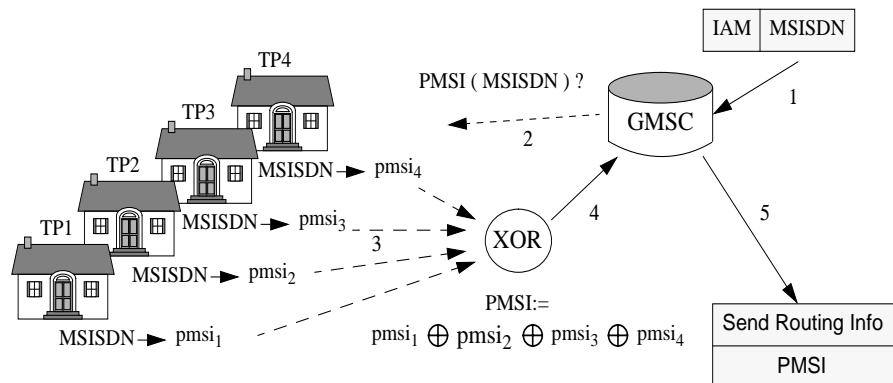 IAM MSISDN
TP4
PMSI ( MSISDN ) ?
1
TP3
GMSC
2
MSISDN pmsi₄
TP2
MSISDN pmsi₃
3
4
5
TP1
XOR
MSISDN pmsi₂
PMSI:=
MSISDN pmsi₁
pmsi₁ ⊕ pmsi₂ ⊕ pmsi₃ ⊕ pmsi₄
Send Routing Info
PMSI